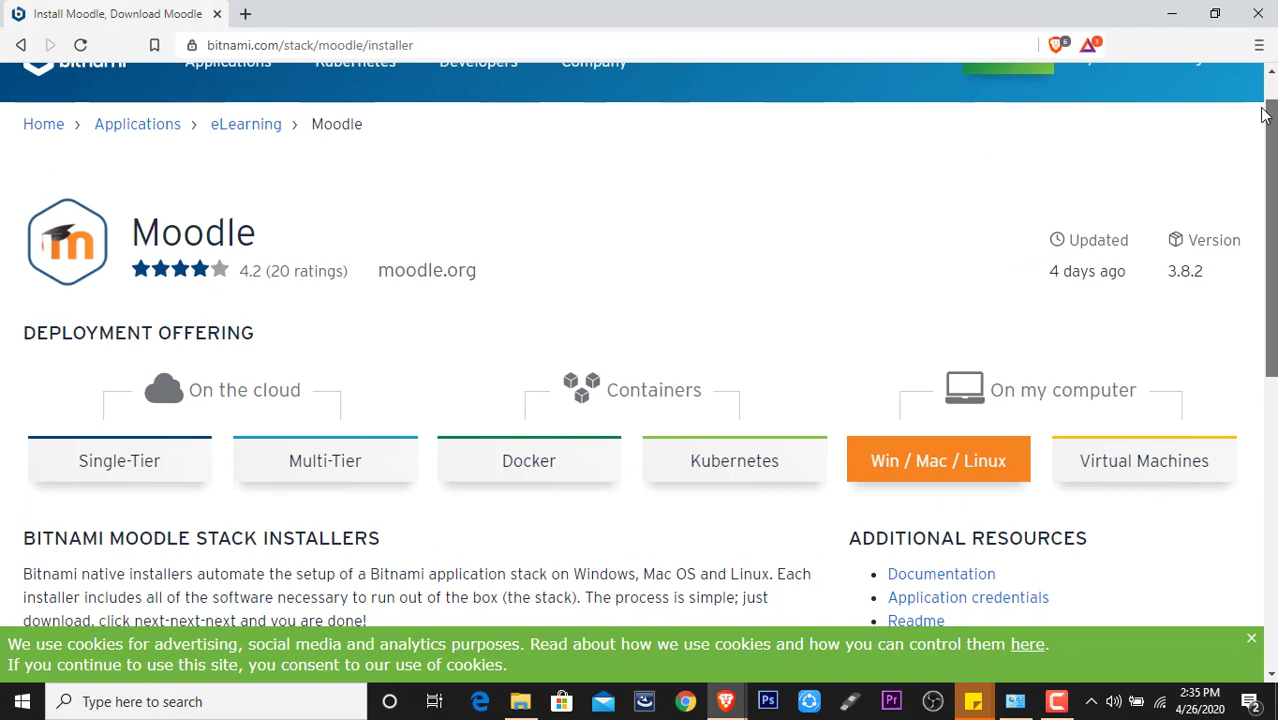 Install Moodle, Download Moodle
bitnami.com/stack/moodle/installer
6
1
bitnami
Applications
Kubernetes
Developers
Company
Home > Applications > eLearning > Moodle
m
Moodle
4.2 (20 ratings)
moodle.org
Updated
Version
4 days ago
3.8.2
DEPLOYMENT OFFERING
On the cloud
Containers
On my computer
Single-Tier
Multi-Tier
Docker
Kubernetes
Win / Mac / Linux
Virtual Machines
BITNAMI MOODLE STACK INSTALLERS
Bitnami native installers automate the setup of a Bitnami application stack on Windows, Mac OS and Linux. Each
installer includes all of the software necessary to run out of the box (the stack). The process is simple; just
download, click next-next-next and you are done!
ADDITIONAL RESOURCES
Documentation
Application credentials
Readme
We use cookies for advertising, social media and analytics purposes. Read about how we use cookies and how you can control them here.
If you continue to use this site, you consent to our use of cookies.
Type here to search
Ps
Pr
2:35 PM
4/26/2020
2